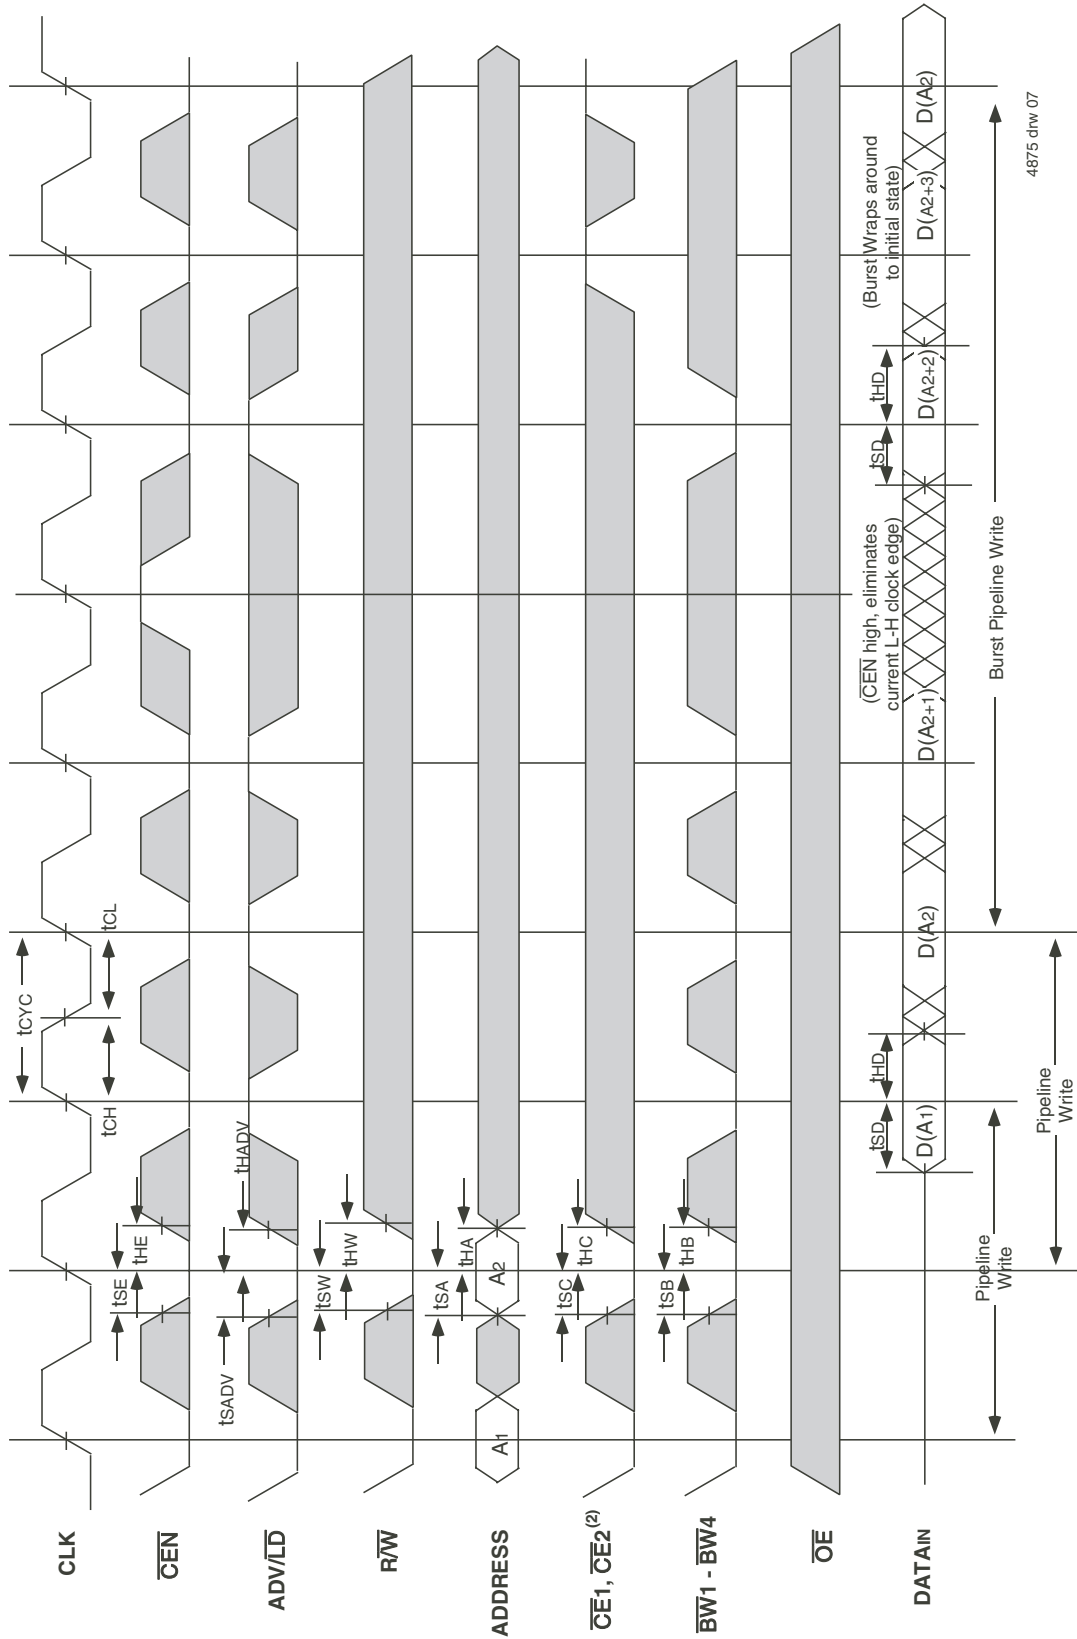 CLK
tCYC
tCH
tCL
CEN
tSE
tHE
ADV/LD
tSADV
tHADV
R/W
tSW
tHW
ADDRESS
A1
A2
tSA
tHA
CE1, CE2(2)
tSC
tHC
BW1 - BW4
tSB
tHB
OE
DATAIN
tSD
tHD
D(A1)
D(A2)
D(A2+1)
(CEN high, eliminates
current L-H clock edge)
tSD
tHD
D(A2+2)
(Burst Wraps around
to initial state)
D(A2+3)
D(A2)
Pipeline
Write
Pipeline
Write
Burst Pipeline Write
4875 drw 07